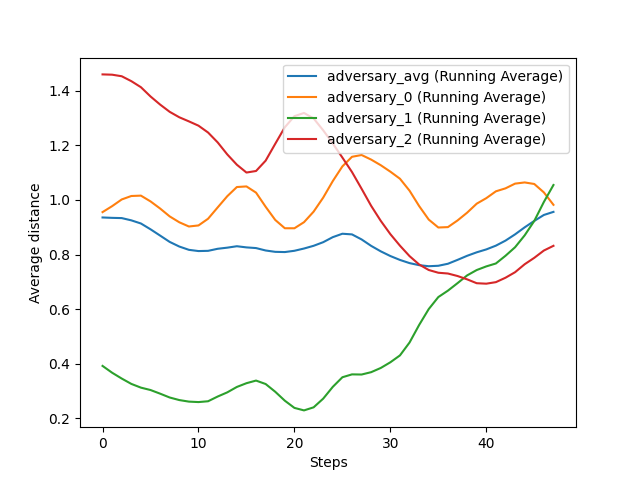 adversary_avg (Running Average)
adversary_0 (Running Average)
adversary_1 (Running Average)
adversary_2 (Running Average)
Average distance
1.4
1.2
1.0
0.8
0.6
0.4
0.2
0 10 20 30 40
Steps